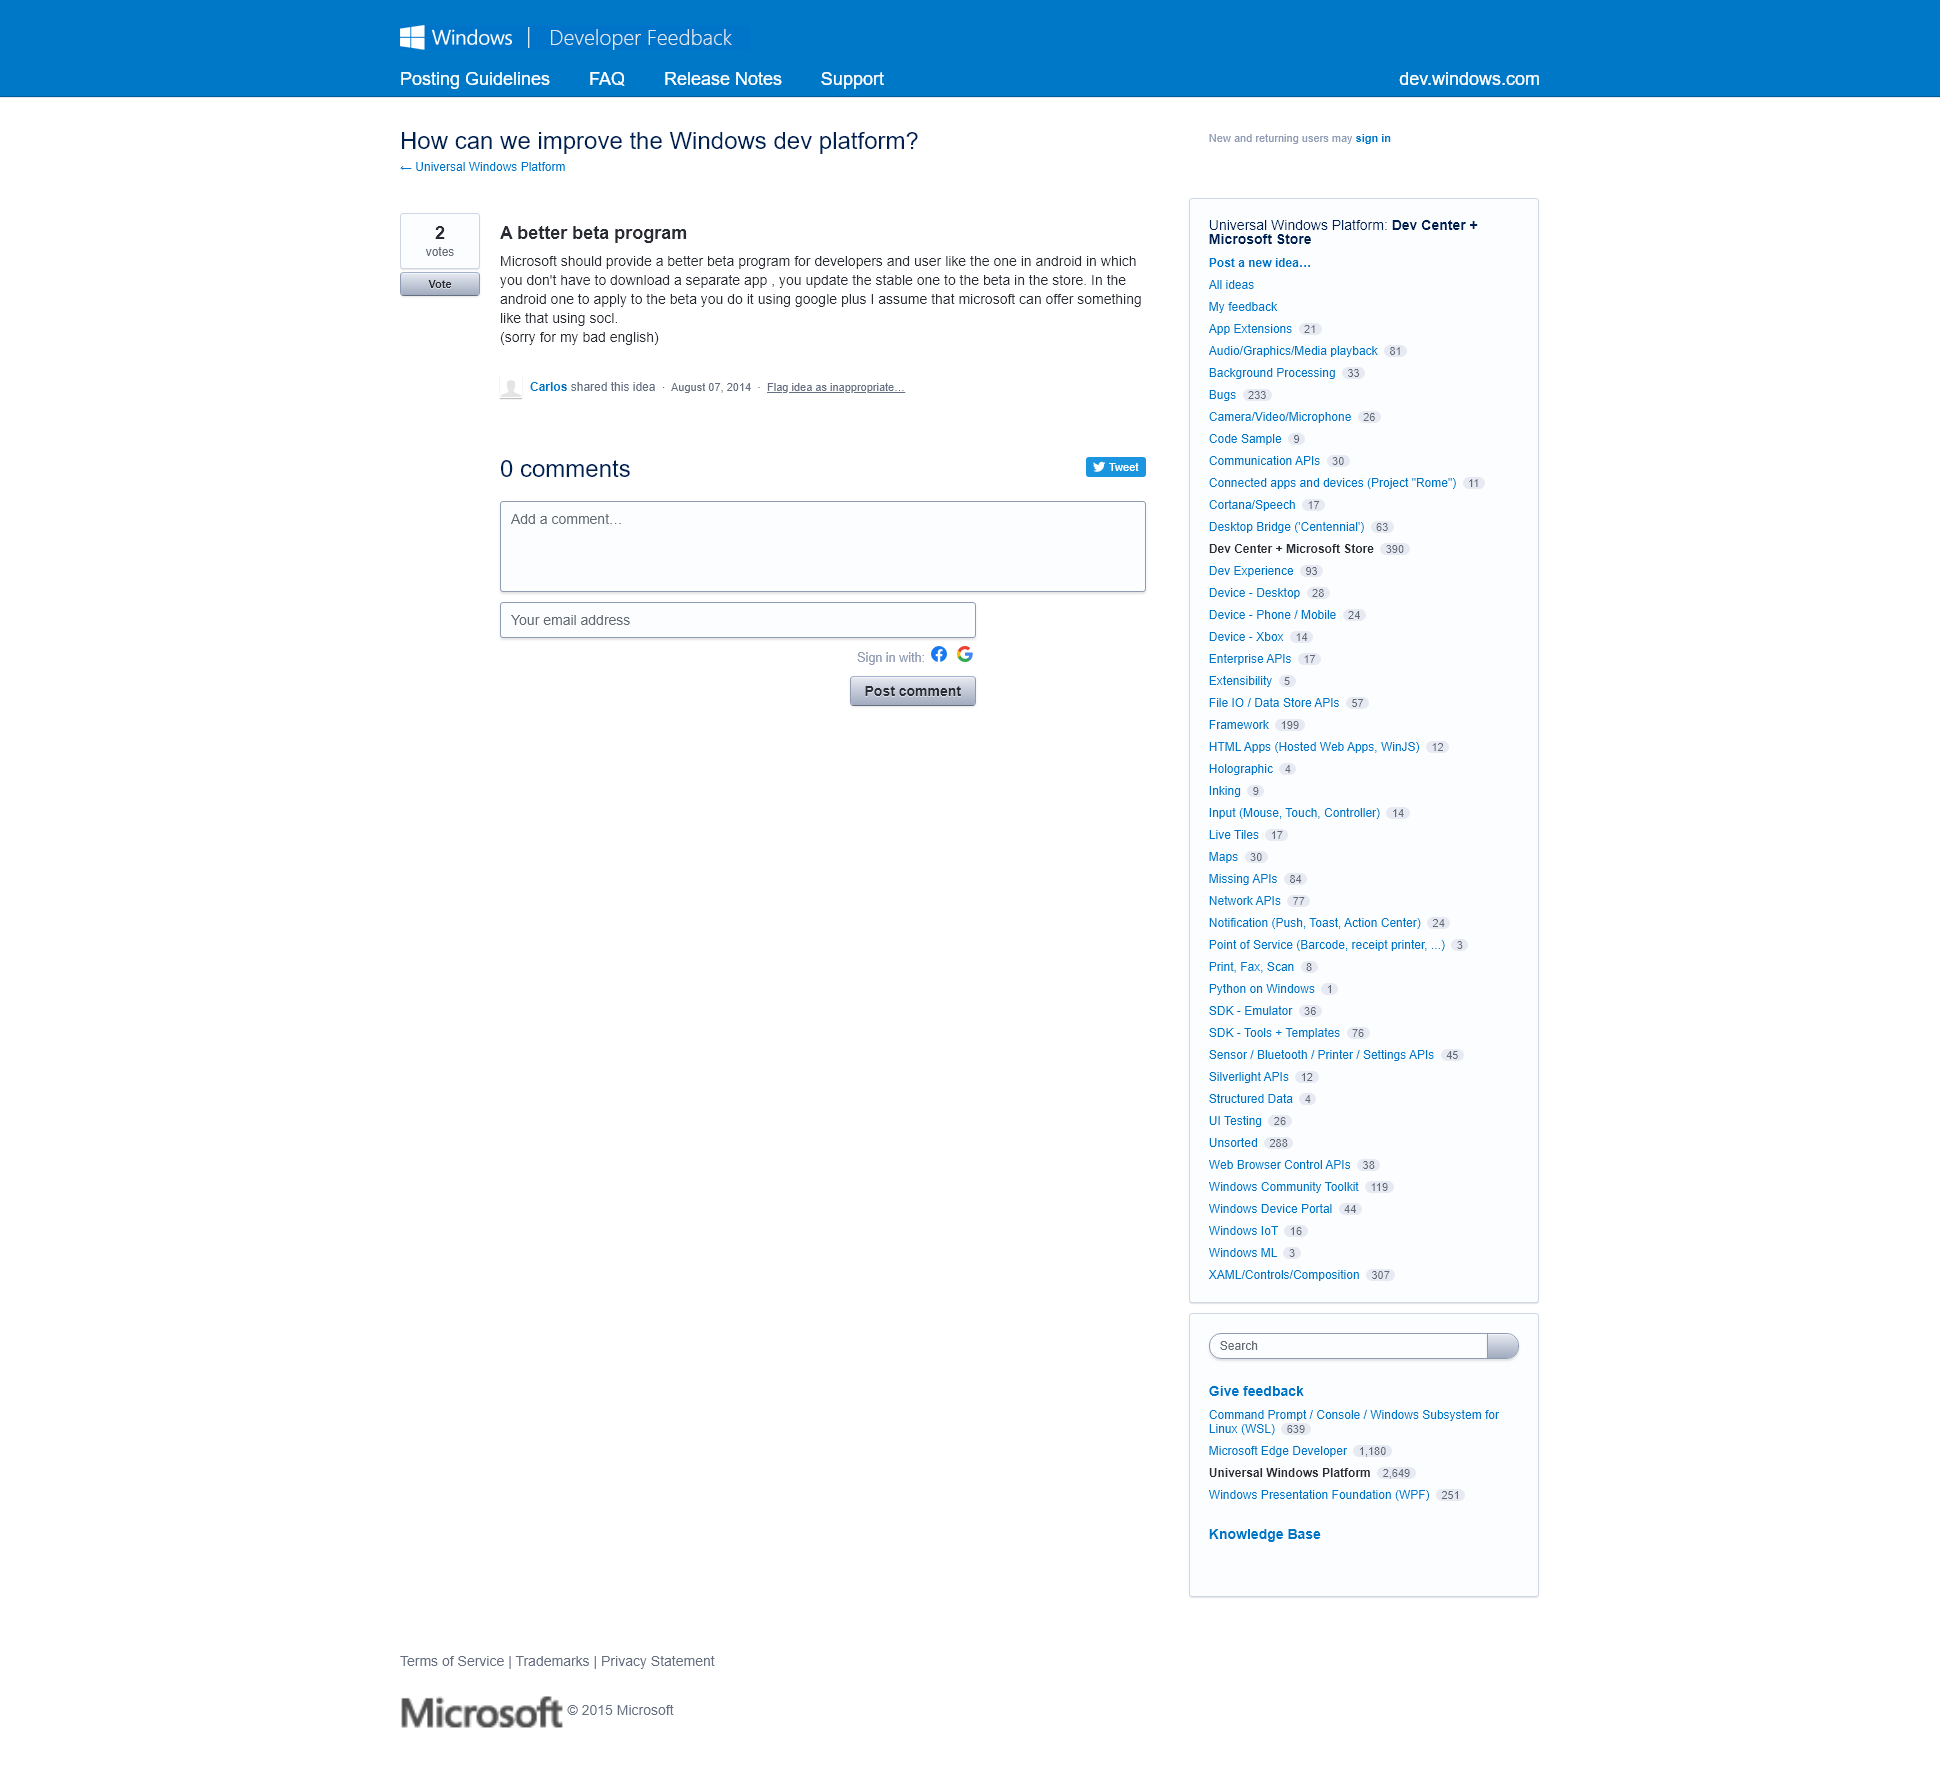 Windows | Developer Feedback
Posting Guidelines FAQ Release Notes Support dev.windows.com
How can we improve the Windows dev platform?
← Universal Windows Platform
New and returning users may sign in
2
votes
Vote
A better beta program
Microsoft should provide a better beta program for developers and user like the one in android in which
you don't have to download a separate app , you update the stable one to the beta in the store. In the
android one to apply to the beta you do it using google plus I assume that microsoft can offer something
like that using socl.
(sorry for my bad english)
Carlos shared this idea · August 07, 2014 · Flag idea as inappropriate…
0 comments
Tweet
Add a comment…
Your email address
Sign in with:
Post comment
Universal Windows Platform: Dev Center +
Microsoft Store
Post a new idea…
All ideas
My feedback
App Extensions 21
Audio/Graphics/Media playback 81
Background Processing 33
Bugs 233
Camera/Video/Microphone 26
Code Sample 9
Communication APIs 30
Connected apps and devices (Project "Rome") 11
Cortana/Speech 17
Desktop Bridge ('Centennial') 63
Dev Center + Microsoft Store 390
Dev Experience 93
Device - Desktop 28
Device - Phone / Mobile 24
Device - Xbox 14
Enterprise APIs 17
Extensibility 5
File IO / Data Store APIs 57
Framework 199
HTML Apps (Hosted Web Apps, WinJS) 12
Holographic 4
Inking 9
Input (Mouse, Touch, Controller) 14
Live Tiles 17
Maps 30
Missing APIs 84
Network APIs 77
Notification (Push, Toast, Action Center) 24
Point of Service (Barcode, receipt printer, ...) 3
Print, Fax, Scan 8
Python on Windows 1
SDK - Emulator 36
SDK - Tools + Templates 76
Sensor / Bluetooth / Printer / Settings APIs 45
Silverlight APIs 12
Structured Data 4
UI Testing 26
Unsorted 288
Web Browser Control APIs 38
Windows Community Toolkit 119
Windows Device Portal 44
Windows IoT 16
Windows ML 3
XAML/Controls/Composition 307
Search
Give feedback
Command Prompt / Console / Windows Subsystem for
Linux (WSL) 639
Microsoft Edge Developer 1,180
Universal Windows Platform 2,649
Windows Presentation Foundation (WPF) 251
Knowledge Base
Terms of Service | Trademarks | Privacy Statement
Microsoft © 2015 Microsoft